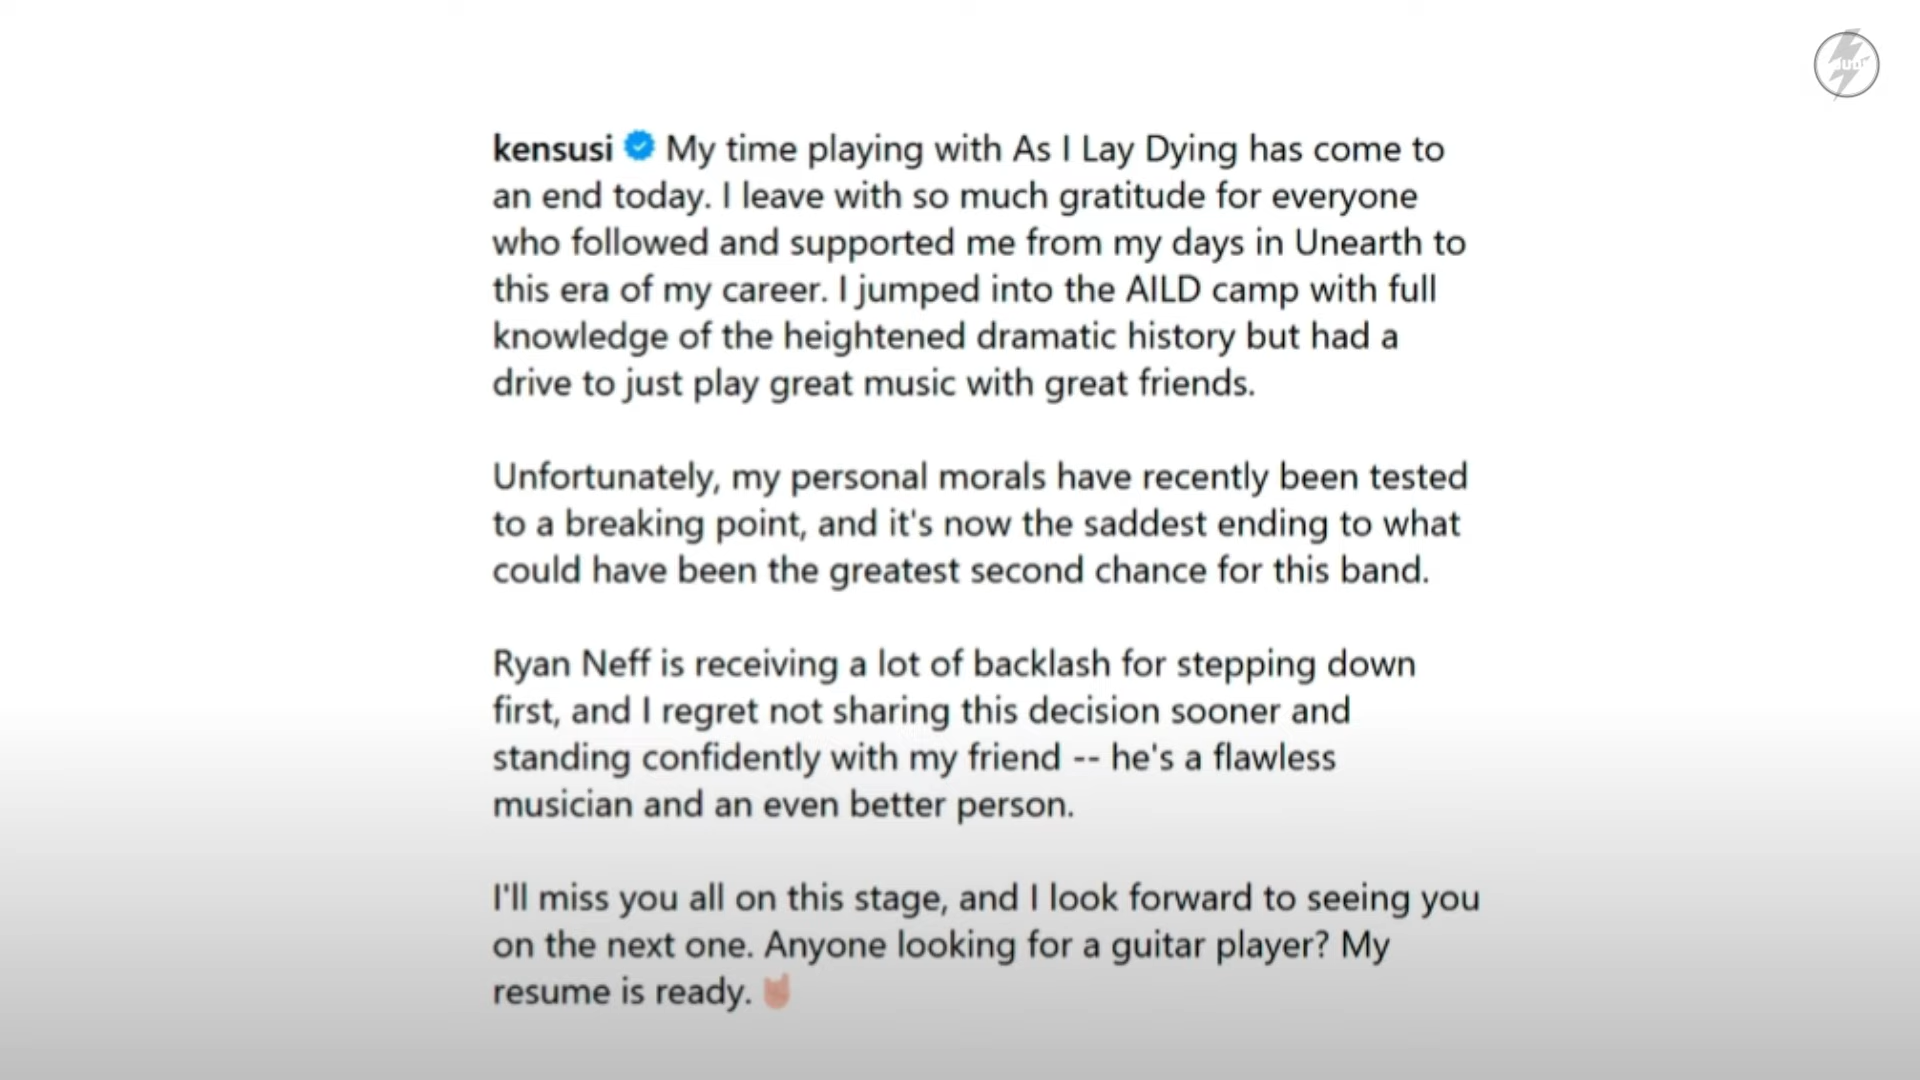 kensusi My time playing with As I Lay Dying has come to
an end today. I leave with so much gratitude for everyone
who followed and supported me from my days in Unearth to
this era of my career. I jumped into the AILD camp with full
knowledge of the heightened dramatic history but had a
drive to just play great music with great friends.
Unfortunately, my personal morals have recently been tested
to a breaking point, and it's now the saddest ending to what
could have been the greatest second chance for this band.
Ryan Neff is receiving a lot of backlash for stepping down
first, and I regret not sharing this decision sooner and
standing confidently with my friend -- he's a flawless
musician and an even better person.
I'll miss you all on this stage, and I look forward to seeing you
on the next one. Anyone looking for a guitar player? My
resume is ready. 🤘